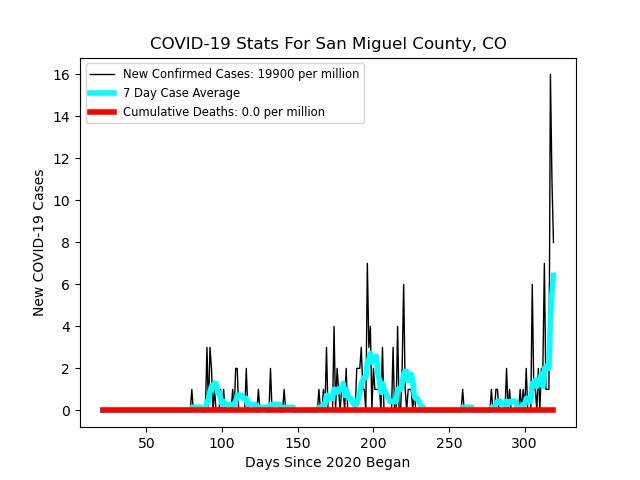 COVID-19 Stats For San Miguel County, CO
New Confirmed Cases: 19900 per million
7 Day Case Average
Cumulative Deaths: 0.0 per million
New COVID-19 Cases
16
14
12
10
8
6
4
2
0
50 100 150 200 250 300
Days Since 2020 Began